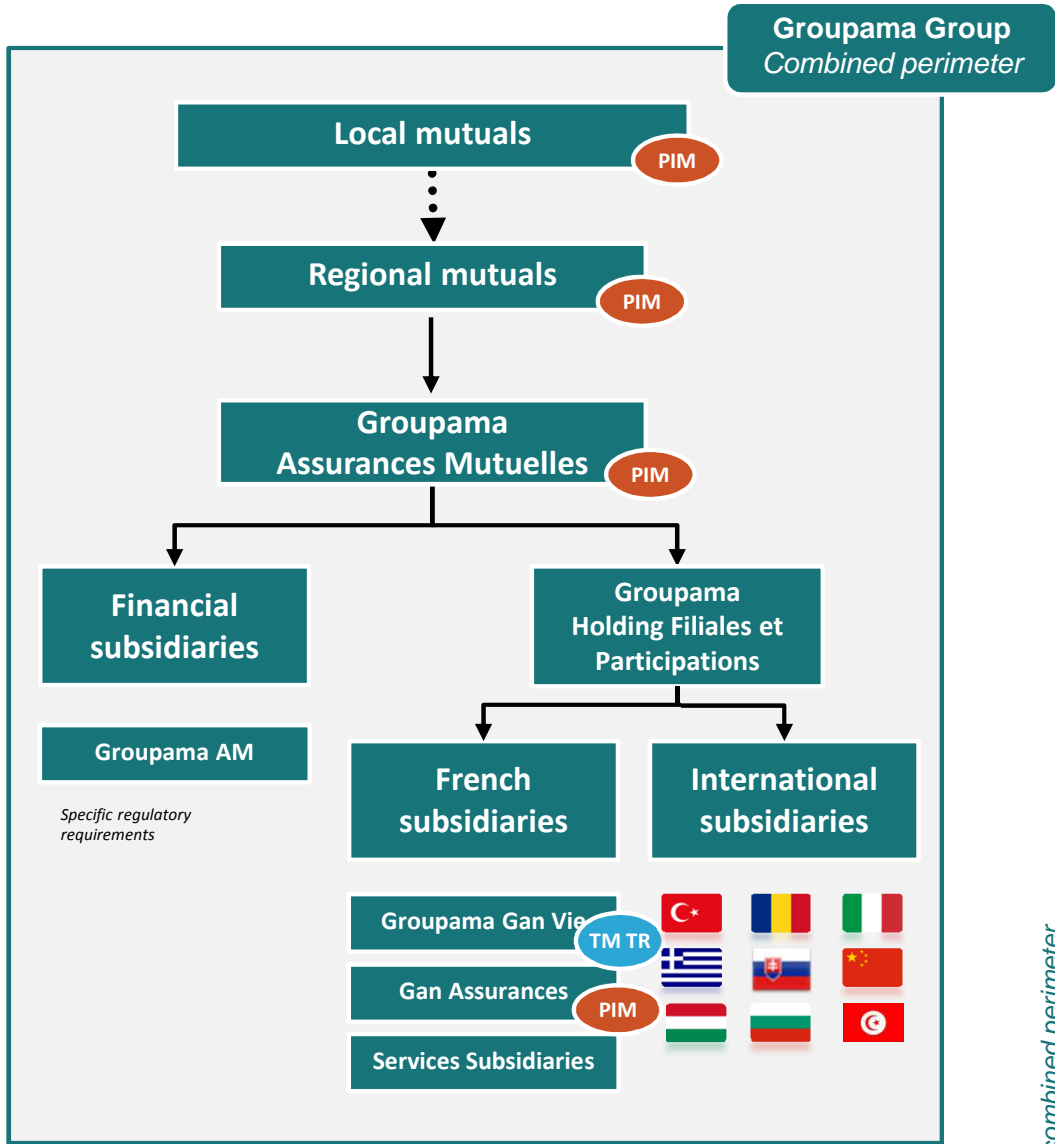 Groupama Group
Combined perimeter
Local mutuals
PIM
Regional mutuals
PIM
Groupama
Assurances Mutuelles
PIM
Financial
subsidiaries
Groupama
Holding Filiales et
Participations
Groupama AM
Specific regulatory
requirements
French
subsidiaries
International
subsidiaries
Groupama Gan Vie
TM TR
Gan Assurances
PIM
Services Subsidiaries
combined perimeter